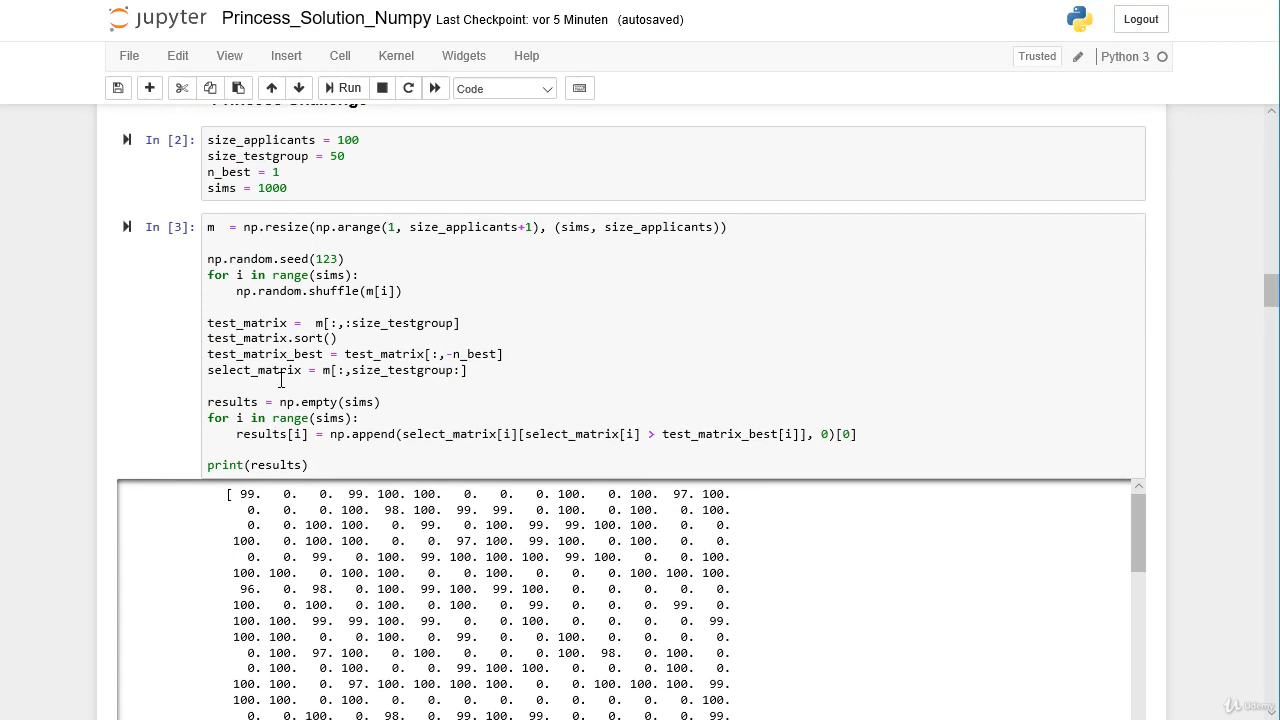 jupyter Princess_Solution_Numpy Last Checkpoint: vor 5 Minuten (autosaved)
Logout
File Edit View Insert Cell Kernel Widgets Help
Trusted Python 3
Run Code
Princess Challenge
In [2]:
size_applicants = 100
size_testgroup = 50
n_best = 1
sims = 1000
In [3]:
m  = np.resize(np.arange(1, size_applicants+1), (sims, size_applicants))
np.random.seed(123)
for i in range(sims):
    np.random.shuffle(m[i])
test_matrix =  m[:,:size_testgroup]
test_matrix.sort()
test_matrix_best = test_matrix[:,-n_best]
select_matrix = m[:,size_testgroup:]
results = np.empty(sims)
for i in range(sims):
    results[i] = np.append(select_matrix[i][select_matrix[i] > test_matrix_best[i]], 0)[0]
print(results)
[ 99. 0. 0. 99. 100. 100. 0. 0. 0. 100. 0. 100. 97. 100.
0. 0. 0. 100. 98. 100. 99. 99. 0. 100. 0. 100. 0. 100.
0. 0. 100. 100. 0. 99. 0. 100. 99. 99. 100. 100. 0. 0.
100. 0. 100. 100. 0. 0. 97. 100. 99. 100. 0. 100. 0. 0.
0. 0. 99. 0. 100. 99. 100. 100. 100. 99. 100. 0. 0. 100.
100. 100. 0. 100. 100. 0. 0. 100. 0. 0. 0. 100. 100. 100.
96. 0. 98. 0. 100. 99. 100. 99. 100. 0. 0. 0. 0. 0.
100. 0. 100. 0. 100. 0. 100. 0. 99. 0. 0. 0. 99. 0.
100. 100. 99. 99. 100. 99. 0. 0. 100. 0. 0. 0. 0. 99.
100. 100. 0. 100. 0. 0. 99. 0. 0. 100. 0. 0. 0. 0.
0. 100. 97. 100. 0. 100. 0. 0. 0. 100. 98. 0. 100. 0.
0. 100. 0. 100. 0. 0. 99. 100. 100. 0. 0. 0. 100. 0.
100. 100. 0. 97. 100. 100. 100. 100. 0. 0. 100. 100. 100. 99.
100. 100. 0. 100. 0. 0. 0. 0. 0. 0. 0. 0. 0. 100.
0. 0. 100. 0. 98. 0. 99. 100. 99. 0. 0. 0. 0. 99.
Udemy